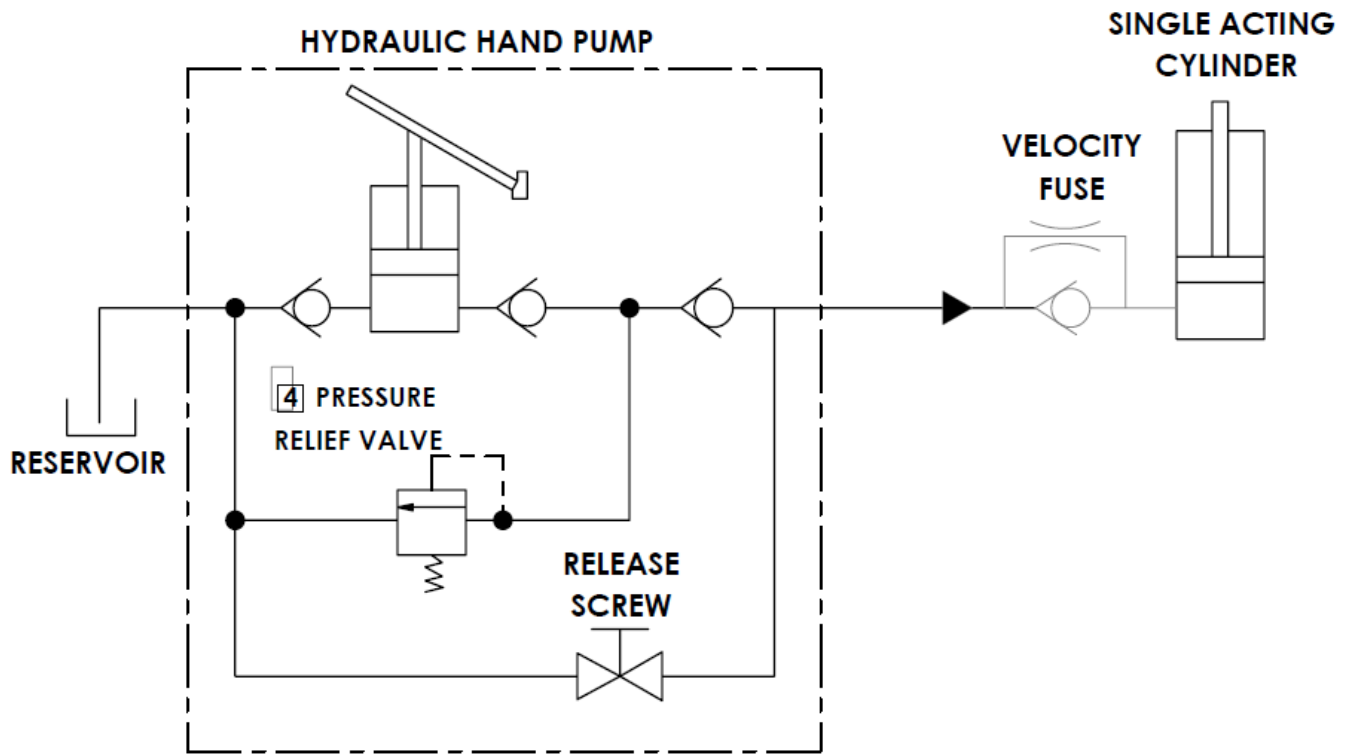 HYDRAULIC HAND PUMP
SINGLE ACTING
CYLINDER
VELOCITY
FUSE
4 PRESSURE
RELIEF VALVE
RESERVOIR
RELEASE
SCREW